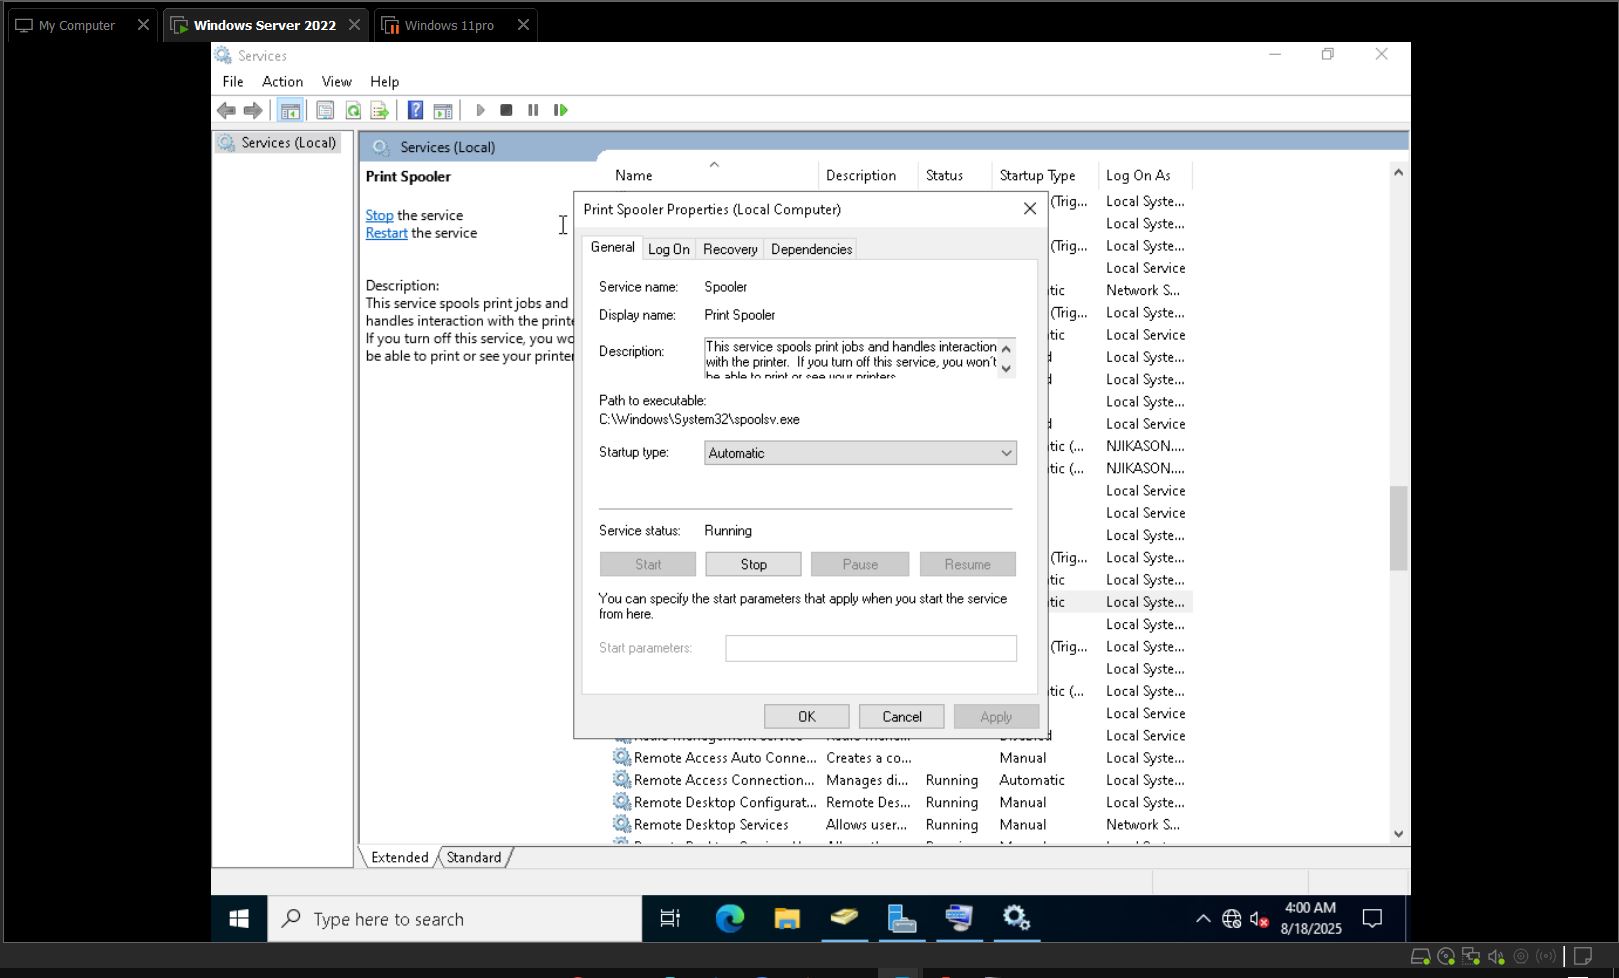 My Computer
Windows Server 2022
Windows 11pro
Services
File Action View Help
Services (Local)
Services (Local)
Print Spooler
Stop the service
Restart the service
Description:
This service spools print jobs and
handles interaction with the
If you turn off this service, you
be able to print or see your
Name Description Status Startup Type Log On As
(Trig... Local Syste...
Local Syste...
(Trig... Local Syste...
Local Service
Network S...
(Trig... Local Syste...
Local Service
Local Syste...
Local Syste...
Local Syste...
Local Service
NJIKASON....
NJIKASON....
Local Service
Local Service
Local Syste...
(Trig... Local Syste...
Local Syste...
Local Syste...
Local Syste...
(Trig... Local Syste...
Local Syste...
Local Syste...
Local Service
Local Service
Remote Access Auto Conne... Creates a co... Manual Local Syste...
Remote Access Connection... Manages di... Running Automatic Local Syste...
Remote Desktop Configurat... Remote Des... Running Manual Local Syste...
Remote Desktop Services Allows user... Running Manual Network S...
Print Spooler Properties (Local Computer)
General Log On Recovery Dependencies
Service name: Spooler
Display name: Print Spooler
Description: This service spools print jobs and handles interaction
with the printer. If you turn off this service, you won't
be able to print or see your printers
Path to executable:
C:\Windows\System32\spoolsv.exe
Startup type: Automatic
Service status: Running
Start Stop Pause Resume
You can specify the start parameters that apply when you start the service
from here.
Start parameters:
OK Cancel Apply
Extended Standard
Type here to search
4:00 AM
8/18/2025